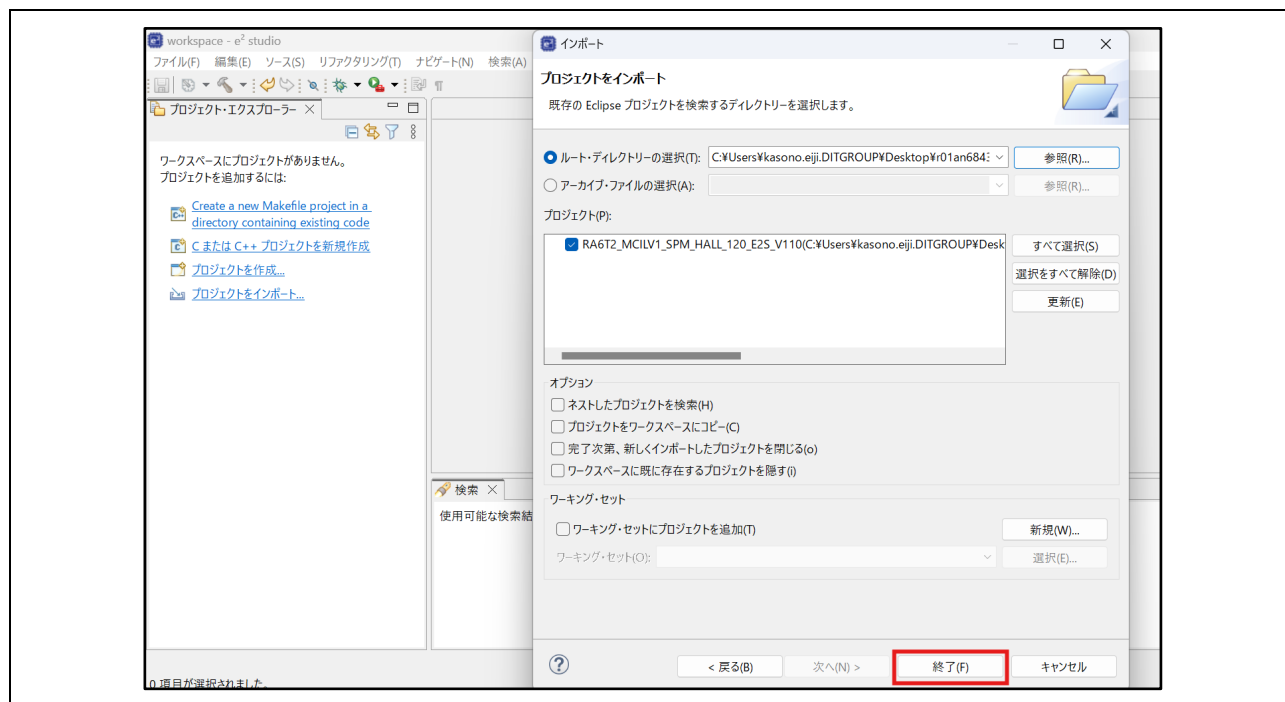 workspace - e² studio
ファイル(F) 編集(E) ソース(S) リファクタリング(T) ナビゲート(N) 検索(A)
プロジェクト・エクスプローラー
ワークスペースにプロジェクトがありません。
プロジェクトを追加するには:
Create a new Makefile project in a
directory containing existing code
C または C++ プロジェクトを新規作成
プロジェクトを作成...
プロジェクトをインポート...
検索
使用可能な検索結
0 項目が選択されました。
インポート
プロジェクトをインポート
既存の Eclipse プロジェクトを検索するディレクトリーを選択します。
ルート・ディレクトリーの選択(T): C:¥Users¥kasono.eiji.DITGROUP¥Desktop¥r01an684 参照(R)...
アーカイブ・ファイルの選択(A): 参照(R)...
プロジェクト(P):
RA6T2_MCILV1_SPM_HALL_120_E2S_V110(C:¥Users¥kasono.eiji.DITGROUP¥Desk
すべて選択(S)
選択をすべて解除(D)
更新(E)
オプション
ネストしたプロジェクトを検索(H)
プロジェクトをワークスペースにコピー(C)
完了次第、新しくインポートしたプロジェクトを閉じる(o)
ワークスペースに既に存在するプロジェクトを隠す(i)
ワーキング・セット
ワーキング・セットにプロジェクトを追加(T) 新規(W)...
ワーキング・セット(O): 選択(E)...
< 戻る(B) 次へ(N) > 終了(F) キャンセル